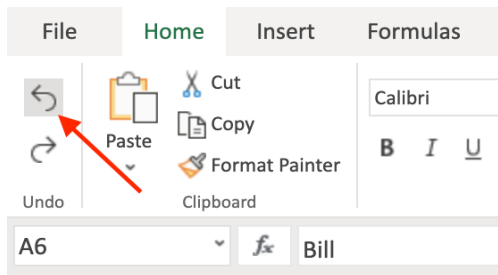 File Home Insert Formulas
Cut
Calibri
Copy
Paste
B I U
Format Painter
Undo Clipboard
A6 fx Bill